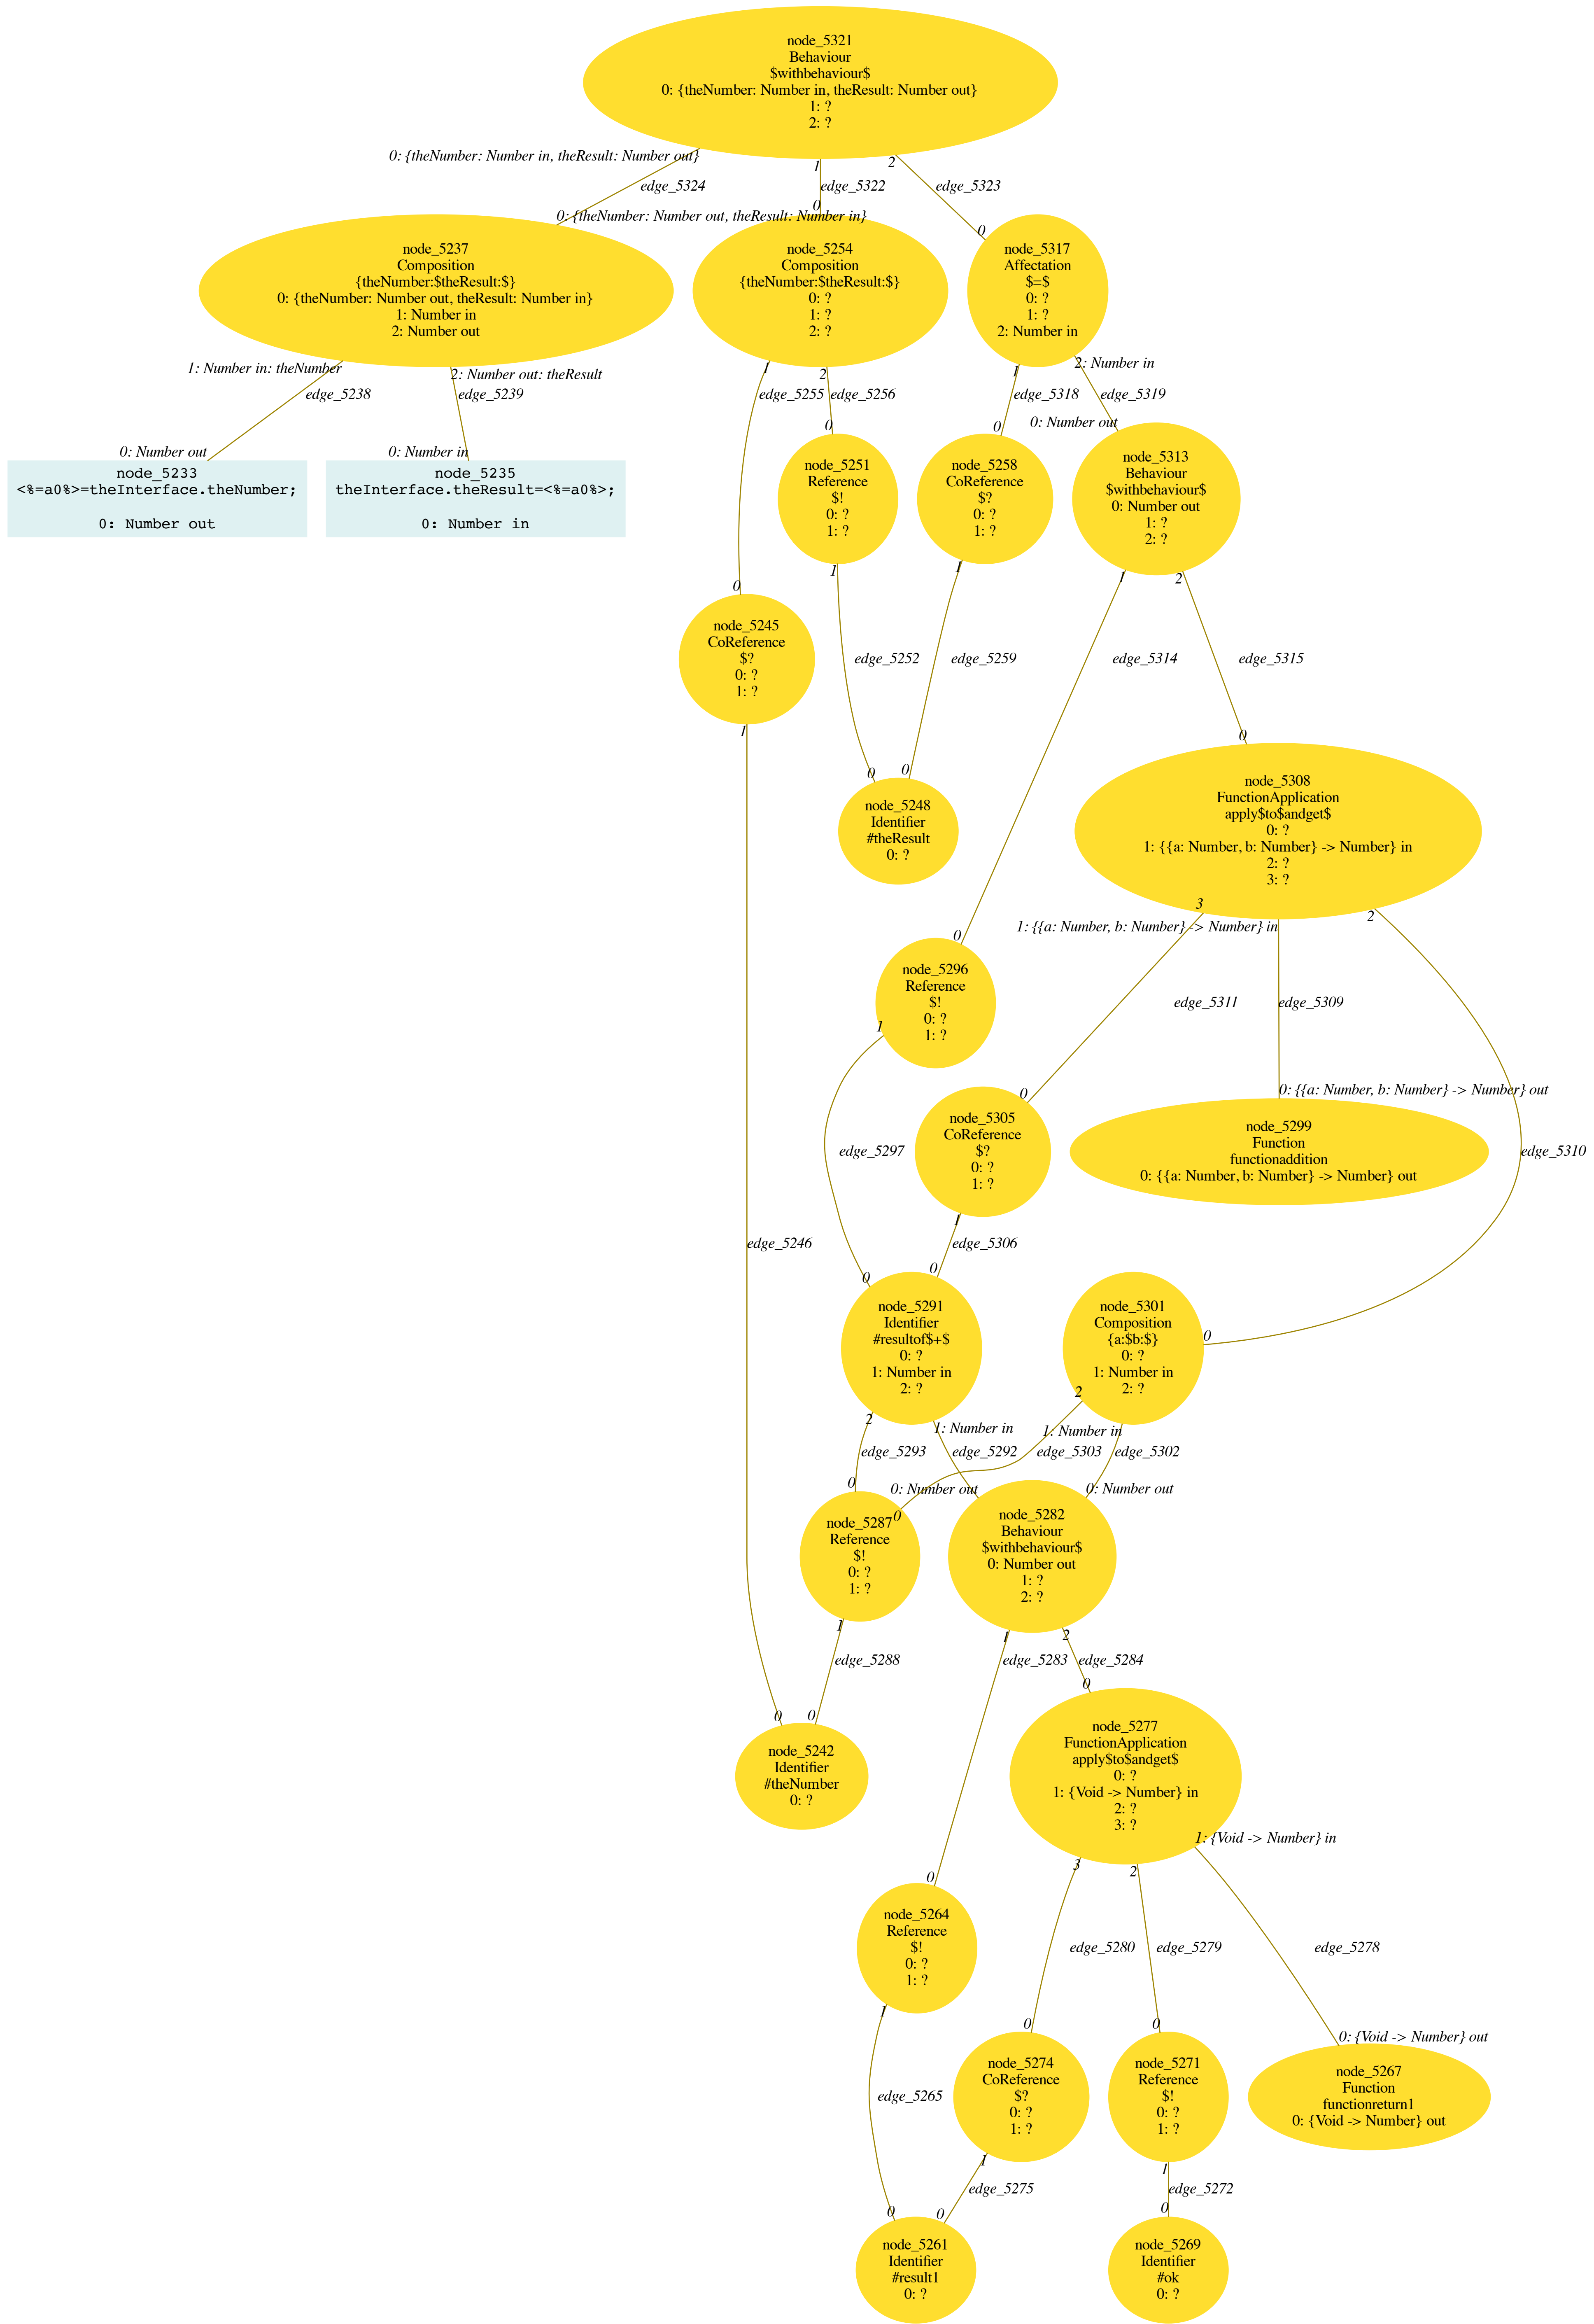 node_5321
Behaviour
$withbehaviour$
0: {theNumber: Number in, theResult: Number out}
1: ?
2: ?
0: {theNumber: Number in, theResult: Number out}
1
2
edge_5324
edge_5322
edge_5323
0: {theNumber: Number out, theResult: Number in}
0
0
node_5237
Composition
{theNumber:$theResult:$}
0: {theNumber: Number out, theResult: Number in}
1: Number in
2: Number out
node_5254
Composition
{theNumber:$theResult:$}
0: ?
1: ?
2: ?
node_5317
Affectation
$=$
0: ?
1: ?
2: Number in
1: Number in: theNumber
2: Number out: theResult
1
2
1
2: Number in
edge_5238
edge_5239
edge_5255
edge_5256
edge_5318
edge_5319
0: Number out
0: Number in
0
0
0: Number out
node_5233
<%=a0%>=theInterface.theNumber;
0: Number out
node_5235
theInterface.theResult=<%=a0%>;
0: Number in
node_5251
Reference
$!
0: ?
1: ?
node_5258
CoReference
$?
0: ?
1: ?
node_5313
Behaviour
$withbehaviour$
0: Number out
1: ?
2: ?
1
1
1
2
0
node_5245
CoReference
$?
0: ?
1: ?
edge_5252
edge_5259
edge_5314
edge_5315
1
0
0
0
node_5248
Identifier
#theResult
0: ?
node_5308
FunctionApplication
apply$to$andget$
0: ?
1: {{a: Number, b: Number} -> Number} in
2: ?
3: ?
3
1: {{a: Number, b: Number} -> Number} in
2
0
node_5296
Reference
$!
0: ?
1: ?
1
edge_5311
edge_5309
0
0: {{a: Number, b: Number} -> Number} out
node_5305
CoReference
$?
0: ?
1: ?
node_5299
Function
functionaddition
0: {{a: Number, b: Number} -> Number} out
edge_5297
edge_5310
1
edge_5246
edge_5306
0
0
0
node_5291
Identifier
#resultof$+$
0: ?
1: Number in
2: ?
node_5301
Composition
{a:$b:$}
0: ?
1: Number in
2: ?
2
1: Number in
2
1: Number in
edge_5293
edge_5292
edge_5303
edge_5302
0
0: Number out
0
0: Number out
node_5287
Reference
$!
0: ?
1: ?
node_5282
Behaviour
$withbehaviour$
0: Number out
1: ?
2: ?
1
1
2
edge_5288
edge_5283
edge_5284
0
0
0
node_5242
Identifier
#theNumber
0: ?
node_5277
FunctionApplication
apply$to$andget$
0: ?
1: {Void -> Number} in
2: ?
3: ?
3
2
1: {Void -> Number} in
0
node_5264
Reference
$!
0: ?
1: ?
1
edge_5280
edge_5279
edge_5278
0
0
0: {Void -> Number} out
node_5274
CoReference
$?
0: ?
1: ?
node_5271
Reference
$!
0: ?
1: ?
node_5267
Function
functionreturn1
0: {Void -> Number} out
edge_5265
1
1
edge_5275
edge_5272
0
0
0
node_5261
Identifier
#result1
0: ?
node_5269
Identifier
#ok
0: ?